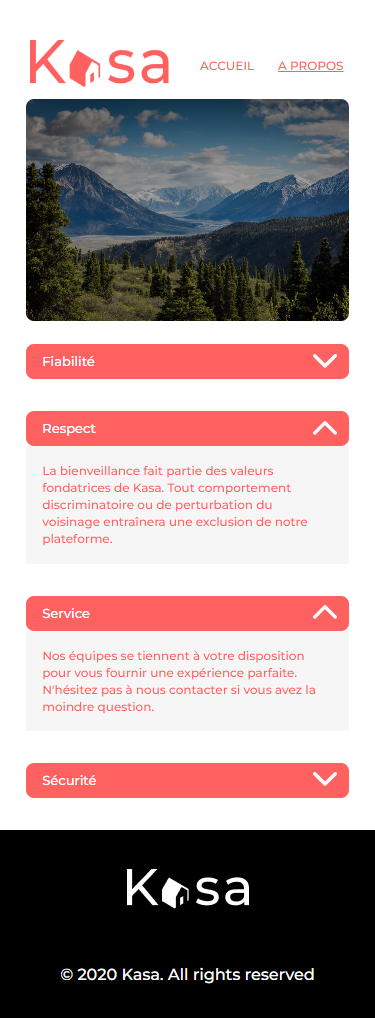 Kasa
ACCUEIL
A PROPOS
Fiabilité
Respect
La bienveillance fait partie des valeurs
fondatrices de Kasa. Tout comportement
discriminatoire ou de perturbation du
voisinage entraînera une exclusion de notre
plateforme.
Service
Nos équipes se tiennent à votre disposition
pour vous fournir une expérience parfaite.
N'hésitez pas à nous contacter si vous avez la
moindre question.
Sécurité
Kasa
© 2020 Kasa. All rights reserved